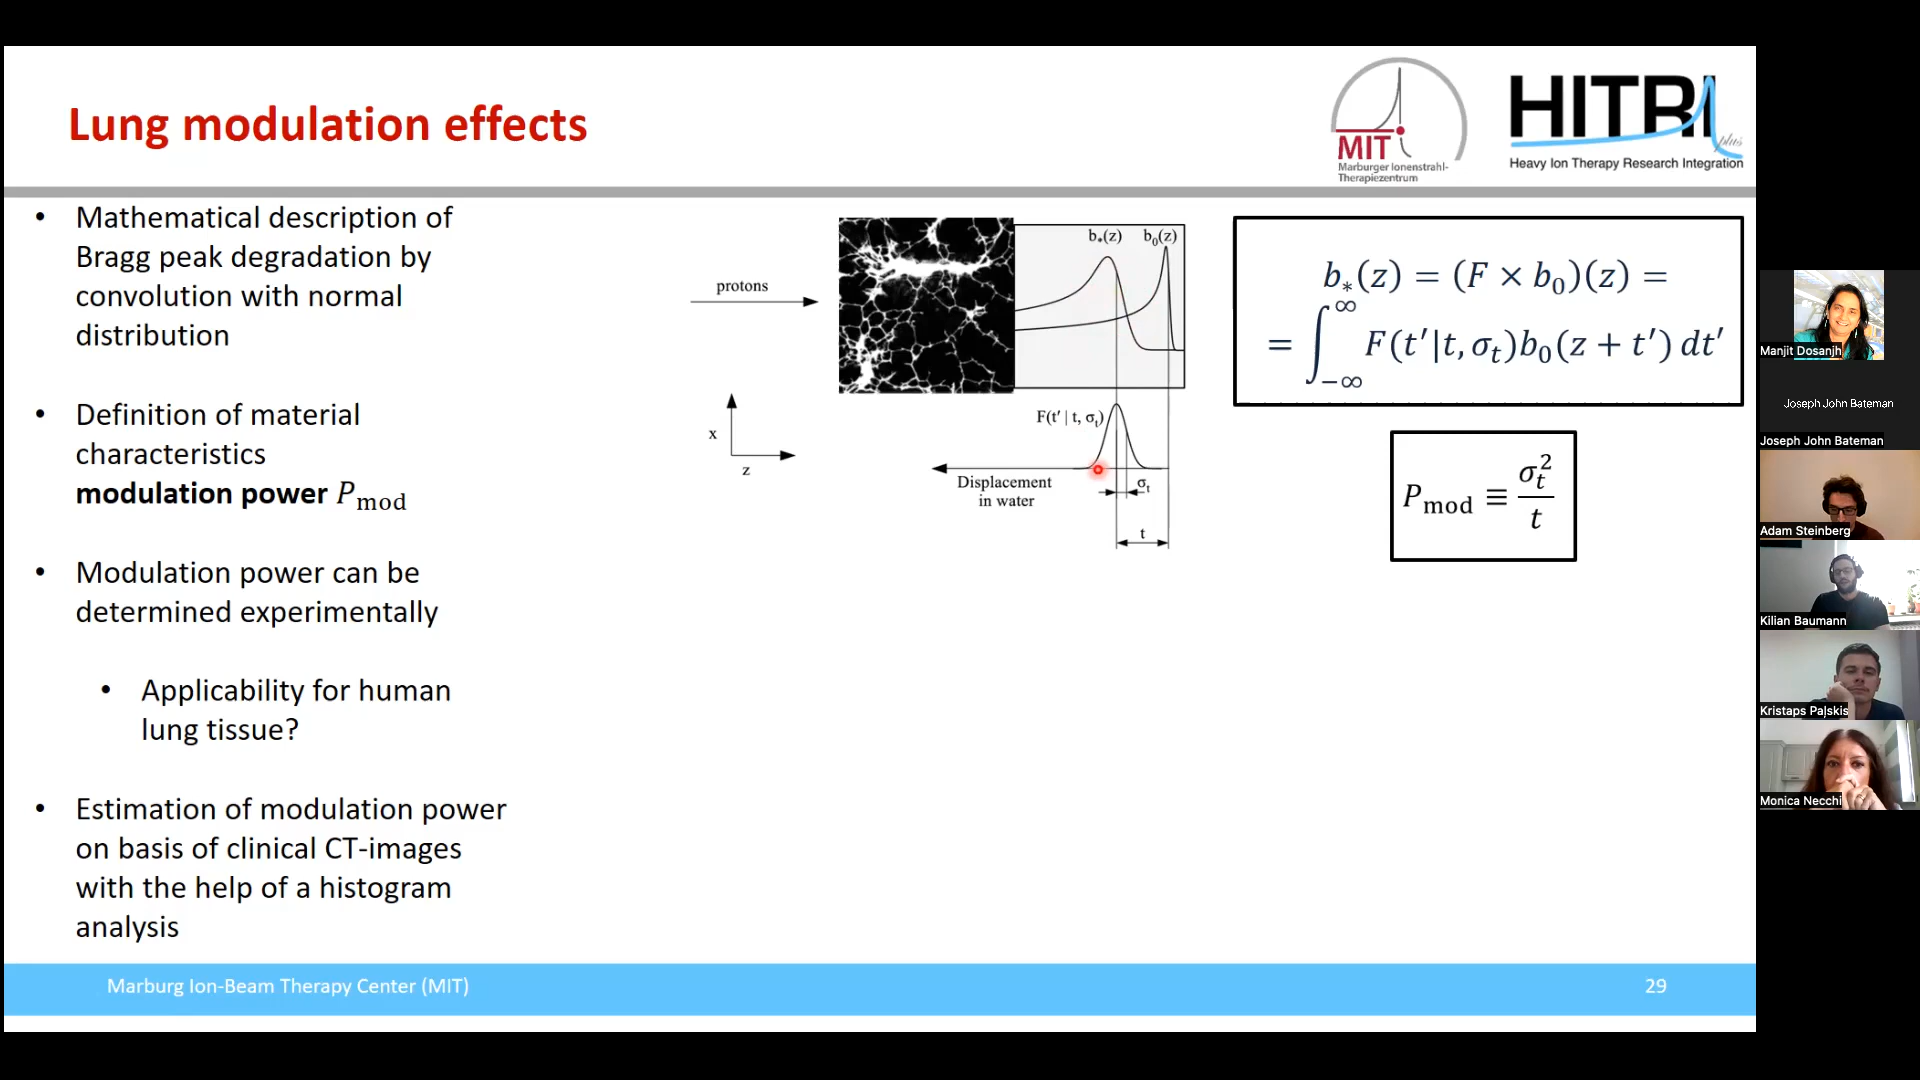 Lung modulation effects
MIT
Marburger Ionenstrahl-
Therapiezentrum
HITRI
plus
Heavy Ion Therapy Research Integration
• Mathematical description of
Bragg peak degradation by
convolution with normal
distribution
• Definition of material
characteristics
modulation power P_mod
• Modulation power can be
determined experimentally
• Applicability for human
lung tissue?
• Estimation of modulation power
on basis of clinical CT-images
with the help of a histogram
analysis
protons
x
z
b*(z) b₀(z)
F(t' | t, σₜ)
Displacement
in water
σₜ
t
b_*(z) = (F × b₀)(z) =
= ∫_{−∞}^{∞} F(t'|t, σₜ)b₀(z + t') dt'
P_mod ≡ σₜ²/t
Marburg Ion-Beam Therapy Center (MIT)
29
Manjit Dosanjh
Joseph John Bateman
Joseph John Bateman
Adam Steinberg
Kilian Baumann
Kristaps Paļskis
Monica Necchi